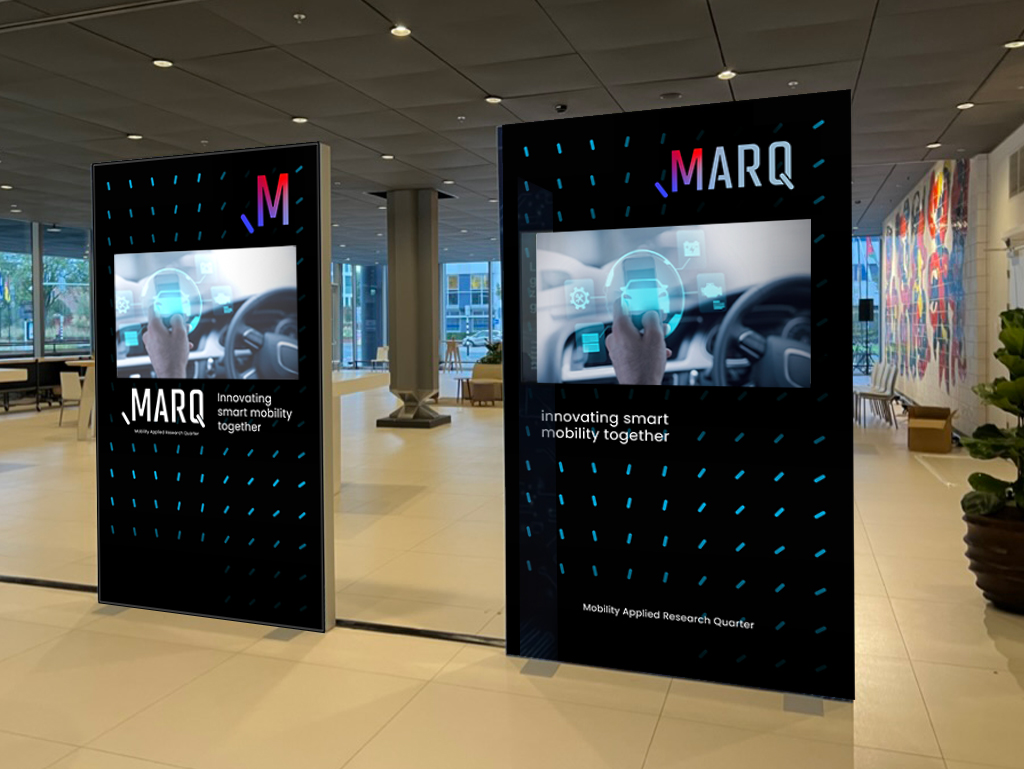 M
MARQ
Mobility Applied Research Quarter
Innovating
smart mobility
together
MARQ
innovating smart
mobility together
Mobility Applied Research Quarter